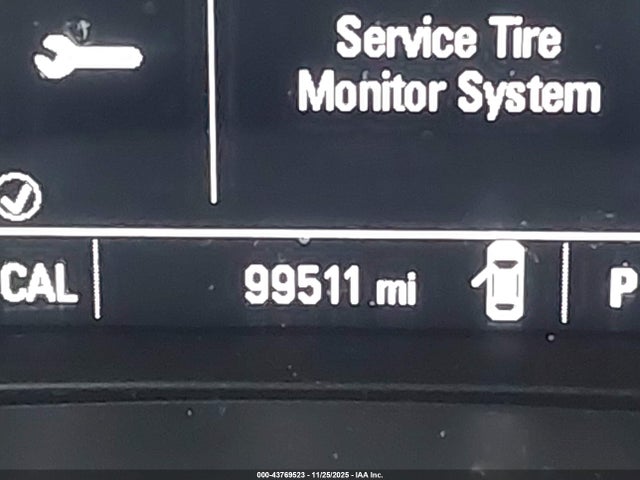 Service Tire
Monitor System
CAL
99511 mi
P
000-43769523 - 11/25/2025 - IAA Inc.